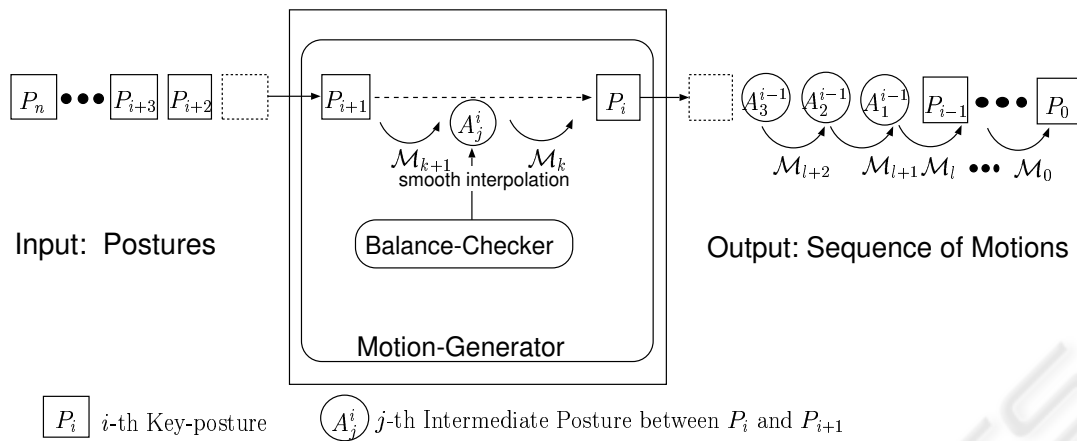 P_n ●●● P_{i+3} P_{i+2} P_{i+1} A_j^i P_i A_3^{i-1} A_2^{i-1} A_1^{i-1} P_{i-1} ●●● P_0
M_{k+1} M_k M_{l+2} M_{l+1} M_l ●●● M_0
smooth interpolation
Input: Postures
Balance-Checker
Output: Sequence of Motions
Motion-Generator
P_i i-th Key-posture
A_j^i j-th Intermediate Posture between P_i and P_{i+1}